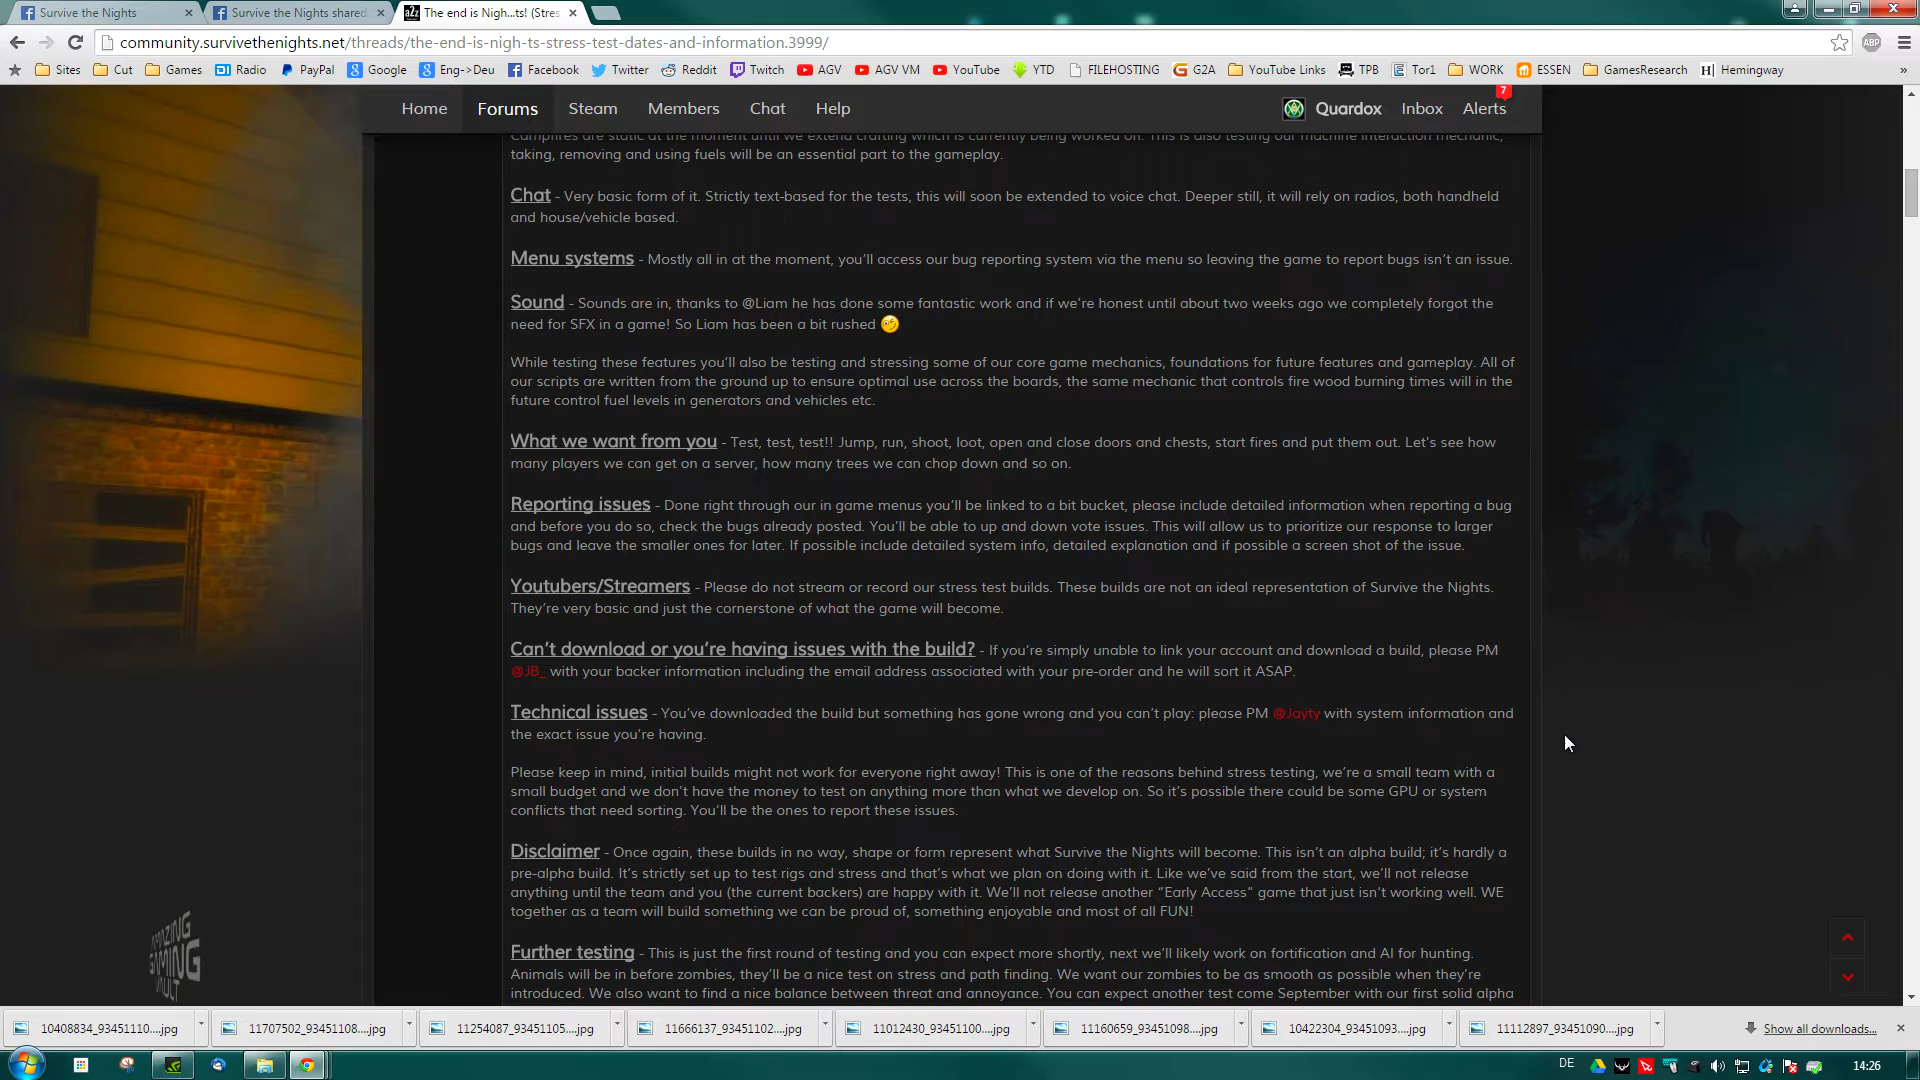 Survive the Nights
Survive the Nights shared
The end is Nigh...ts! (Stres
community.survivethenights.net/threads/the-end-is-nigh-ts-stress-test-dates-and-information.3999/
ABP
Sites Cut Games Radio PayPal Google Eng->Deu Facebook Twitter Reddit Twitch AGV AGV VM YouTube YTD FILEHOSTING G2A YouTube Links TPB Tor1 WORK ESSEN GamesResearch Hemingway »
Home Forums Steam Members Chat Help Quardox Inbox Alerts 7
Campfires are static at the moment until we extend crafting which is currently being worked on. This is also testing our machine interaction mechanic,
taking, removing and using fuels will be an essential part to the gameplay.
Chat - Very basic form of it. Strictly text-based for the tests, this will soon be extended to voice chat. Deeper still, it will rely on radios, both handheld
and house/vehicle based.
Menu systems - Mostly all in at the moment, you’ll access our bug reporting system via the menu so leaving the game to report bugs isn’t an issue.
Sound - Sounds are in, thanks to @Liam he has done some fantastic work and if we’re honest until about two weeks ago we completely forgot the
need for SFX in a game! So Liam has been a bit rushed
While testing these features you’ll also be testing and stressing some of our core game mechanics, foundations for future features and gameplay. All of
our scripts are written from the ground up to ensure optimal use across the boards, the same mechanic that controls fire wood burning times will in the
future control fuel levels in generators and vehicles etc.
What we want from you - Test, test, test!! Jump, run, shoot, loot, open and close doors and chests, start fires and put them out. Let's see how
many players we can get on a server, how many trees we can chop down and so on.
Reporting issues - Done right through our in game menus you’ll be linked to a bit bucket, please include detailed information when reporting a bug
and before you do so, check the bugs already posted. You’ll be able to up and down vote issues. This will allow us to prioritize our response to larger
bugs and leave the smaller ones for later. If possible include detailed system info, detailed explanation and if possible a screen shot of the issue.
Youtubers/Streamers - Please do not stream or record our stress test builds. These builds are not an ideal representation of Survive the Nights.
They’re very basic and just the cornerstone of what the game will become.
Can’t download or you’re having issues with the build? - If you’re simply unable to link your account and download a build, please PM
@JB_ with your backer information including the email address associated with your pre-order and he will sort it ASAP.
Technical issues - You’ve downloaded the build but something has gone wrong and you can’t play: please PM @Jayty with system information and
the exact issue you’re having.
Please keep in mind, initial builds might not work for everyone right away! This is one of the reasons behind stress testing, we’re a small team with a
small budget and we don’t have the money to test on anything more than what we develop on. So it’s possible there could be some GPU or system
conflicts that need sorting. You’ll be the ones to report these issues.
Disclaimer - Once again, these builds in no way, shape or form represent what Survive the Nights will become. This isn’t an alpha build; it’s hardly a
pre-alpha build. It’s strictly set up to test rigs and stress and that’s what we plan on doing with it. Like we’ve said from the start, we’ll not release
anything until the team and you (the current backers) are happy with it. We’ll not release another “Early Access” game that just isn’t working well. WE
together as a team will build something we can be proud of, something enjoyable and most of all FUN!
Further testing - This is just the first round of testing and you can expect more shortly, next we’ll likely work on fortification and AI for hunting.
Animals will be in before zombies, they’ll be a nice test on stress and path finding. We want our zombies to be as smooth as possible when they’re
introduced. We also want to find a nice balance between threat and annoyance. You can expect another test come September with our first solid alpha
AMAZING
GAMING
VAULT
10408834_93451110....jpg 11707502_93451108....jpg 11254087_93451105....jpg 11666137_93451102....jpg 11012430_93451100....jpg 11160659_93451098....jpg 10422304_93451093....jpg 11112897_93451090....jpg Show all downloads...
DE 14:26